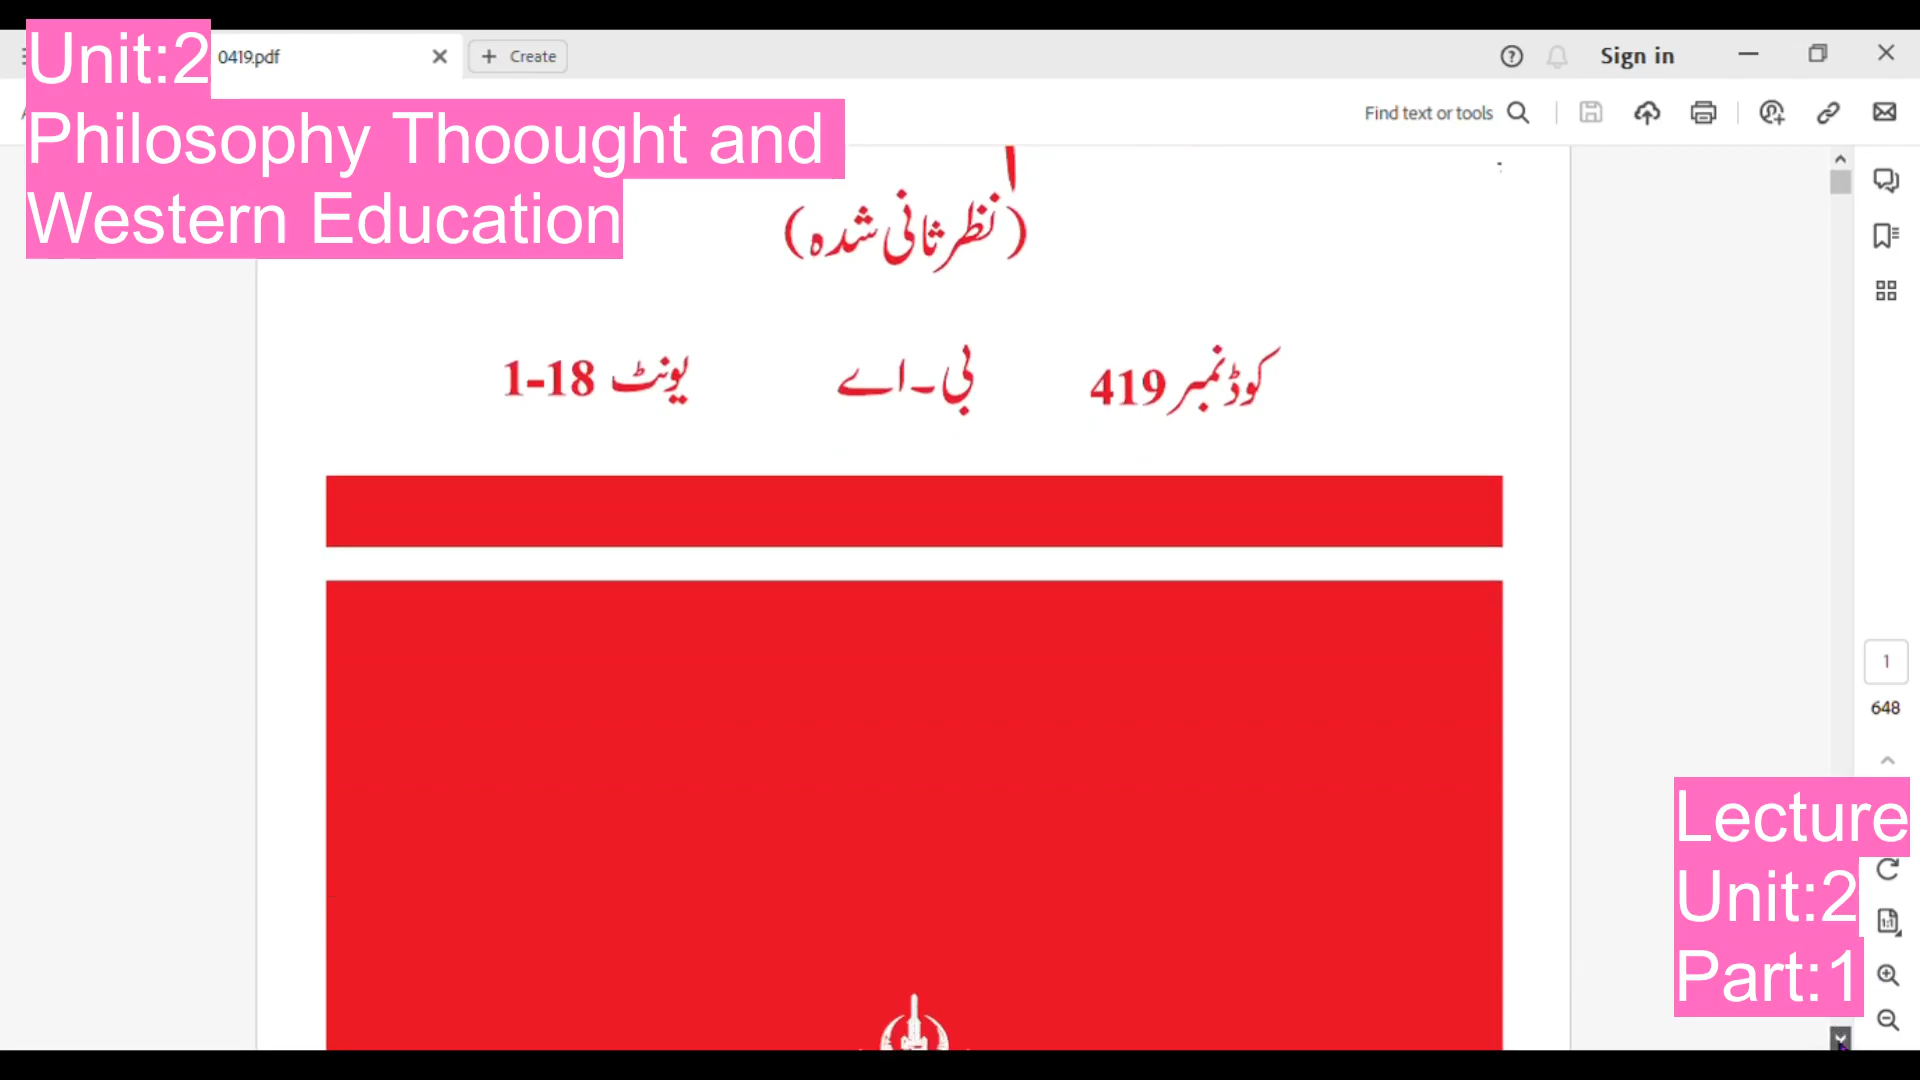 Unit:2
Philosophy Thoought and
Western Education
0419.pdf
Create
Sign in
Find text or tools
(نظر ثانی شدہ)
کوڈ نمبر 419 بی۔اے یونٹ 1-18
1
648
Lecture
Unit:2
Part:1